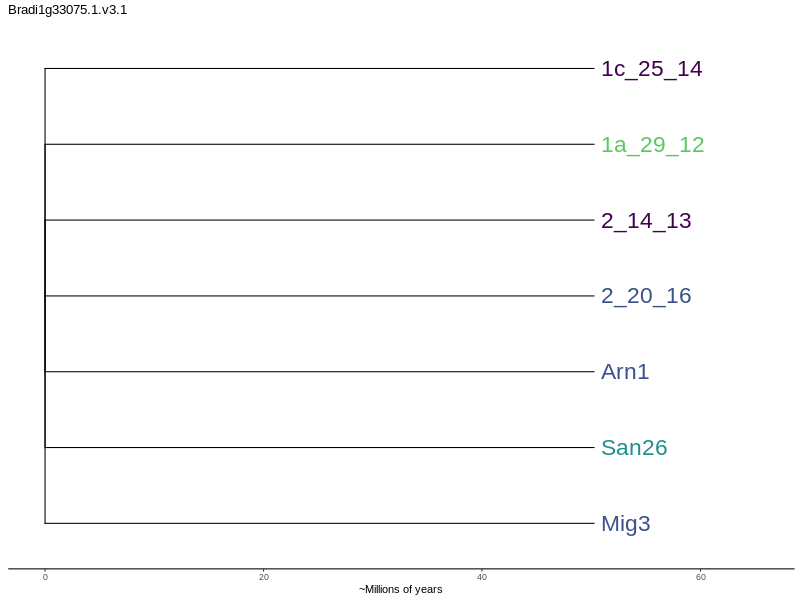 Bradi1g33075.1.v3.1
1c_25_14
1a_29_12
2_14_13
2_20_16
Arn1
San26
Mig3
0 20 40 60
~Millions of years